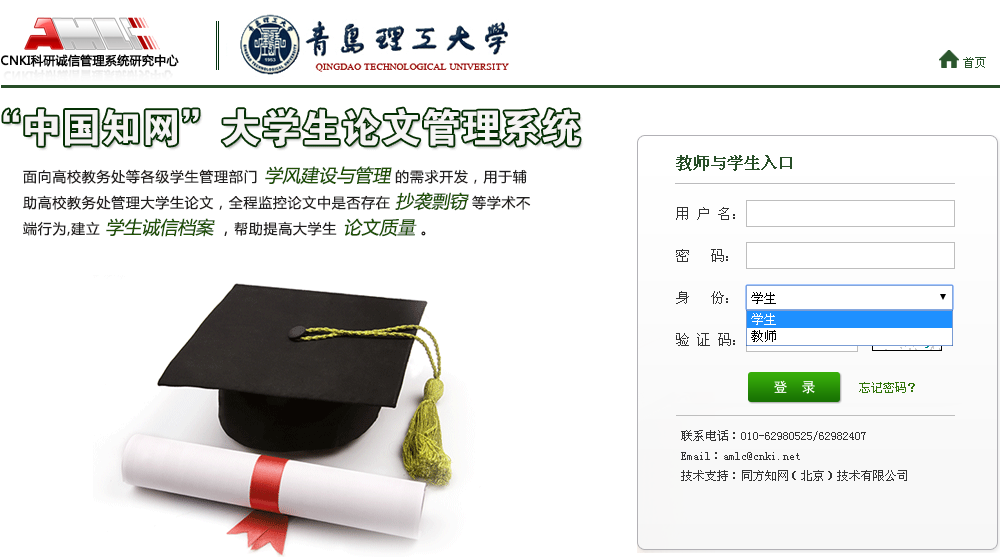 AMLC
CNKI科研诚信管理系统研究中心
青岛理工大学
QINGDAO TECHNOLOGICAL UNIVERSITY
1953
首页
“中国知网”大学生论文管理系统
面向高校教务处等各级学生管理部门 学风建设与管理 的需求开发，用于辅
助高校教务处管理大学生论文，全程监控论文中是否存在 抄袭剽窃 等学术不
端行为,建立 学生诚信档案 ，帮助提高大学生 论文质量 。
教师与学生入口
用 户 名：
密 码：
身 份： 学生
学生
教师
验 证 码：
登 录 忘记密码？
联系电话：010-62980525/62982407
Email：amlc@cnki.net
技术支持：同方知网（北京）技术有限公司